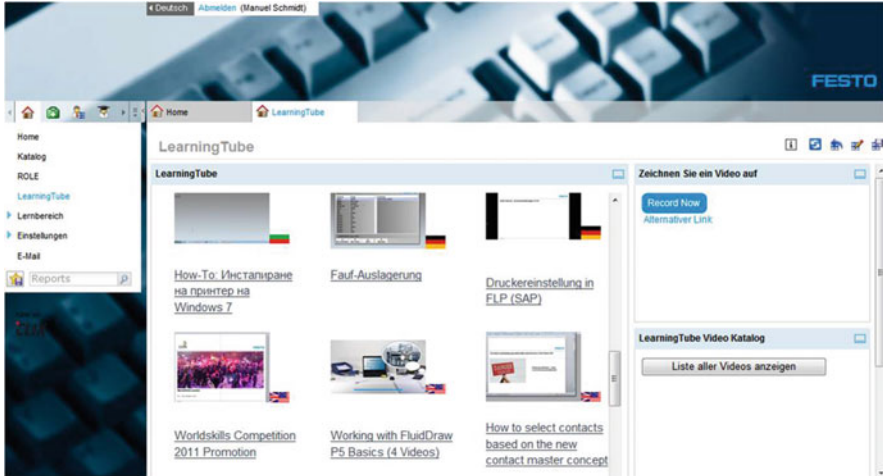 Deutsch Abmelden (Manuel Schmidt)
FESTO
Home LearningTube
Home
Katalog
ROLE
LearningTube
Lernbereich
Einstellungen
E-Mail
Reports
LearningTube
LearningTube
How-To: Инсталиране
на принтер на
Windows 7
Fauf-Auslagerung
Druckereinstellung in
FLP (SAP)
Worldskills Competition
2011 Promotion
Working with FluidDraw
P5 Basics (4 Videos)
How to select contacts
based on the new
contact master concept
Zeichnen Sie ein Video auf
Record Now
Alternativer Link
LearningTube Video Katalog
Liste aller Videos anzeigen